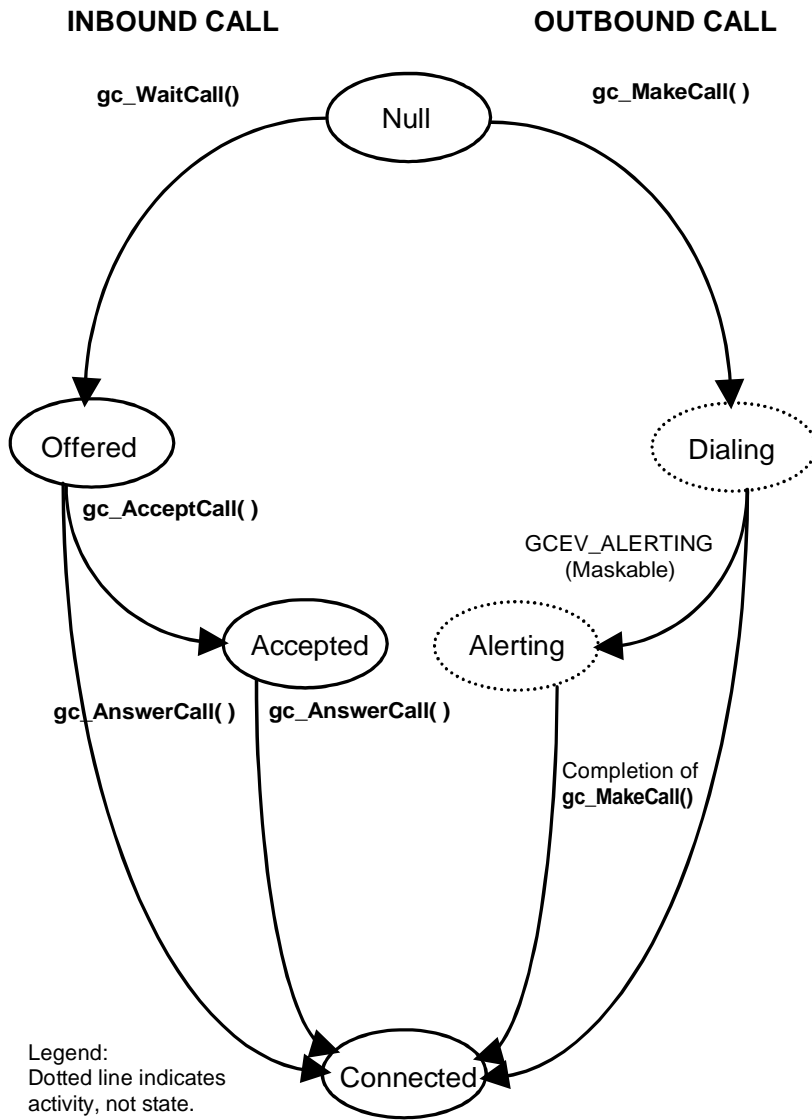 INBOUND CALL
OUTBOUND CALL
gc_WaitCall()
gc_MakeCall( )
Null
Offered
Dialing
gc_AcceptCall( )
GCEV_ALERTING
(Maskable)
Accepted
Alerting
gc_AnswerCall( )
gc_AnswerCall( )
Completion of
gc_MakeCall()
Legend:
Dotted line indicates
activity, not state.
Connected